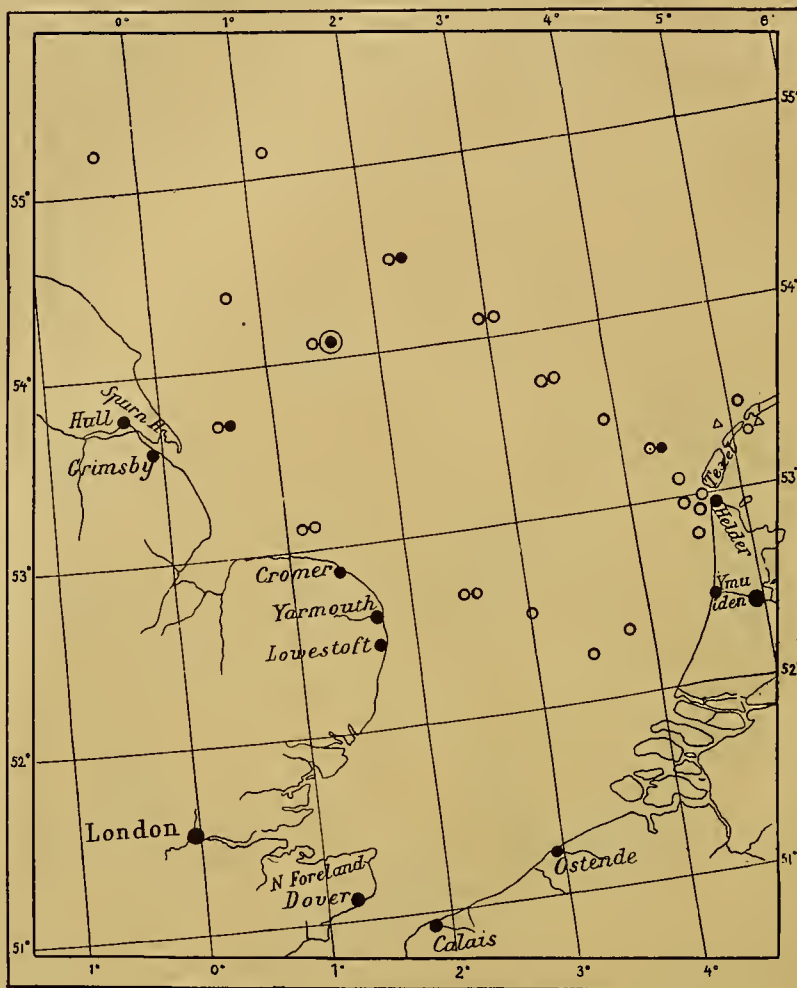 0° 1° 2° 3° 4° 5° 6°
55°
55°
54°
54°
Spurn Hd.
Hull
Grimsby
53°
Texel
Helder
53°
Cromer
Ymu
iden
Yarmouth
Lowestoft
52°
52°
London
N Foreland
Dover
Ostende
51°
Calais
51°
1° 0° 1° 2° 3° 4°